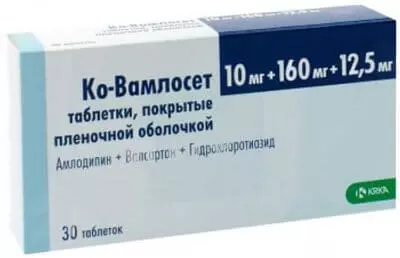 Ко-Вамлосет
10 мг + 160 мг + 12,5 мг
таблетки, покрытые
пленочной оболочкой
Амлодипин + Валсартан + Гидрохлоротиазид
30 таблеток
KRKA